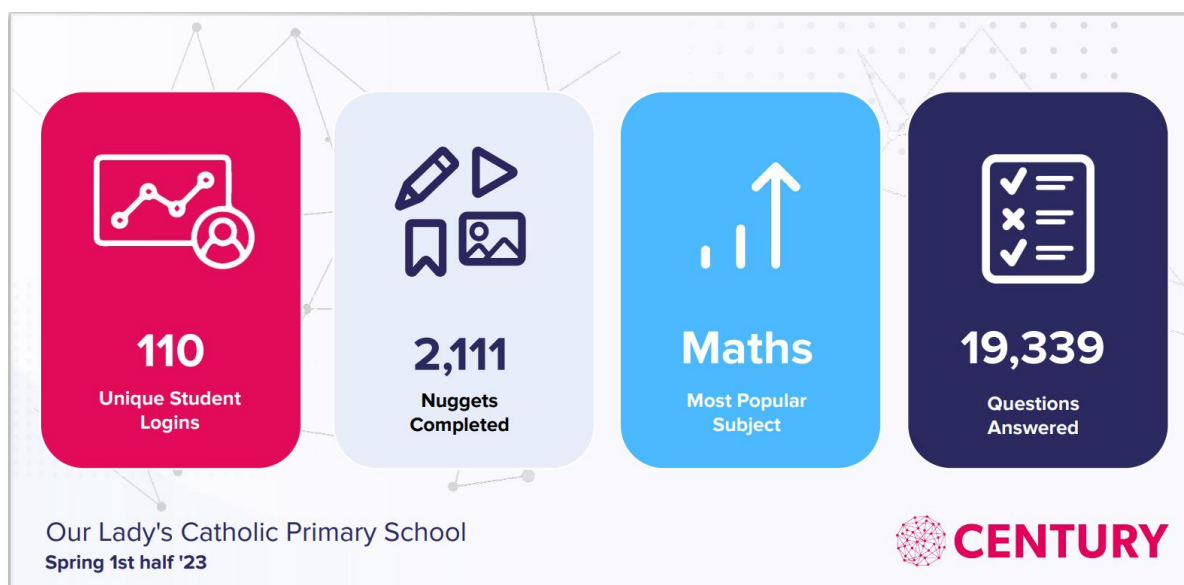 110
Unique Student
Logins
2,111
Nuggets
Completed
Maths
Most Popular
Subject
19,339
Questions
Answered
Our Lady's Catholic Primary School
Spring 1st half '23
CENTURY